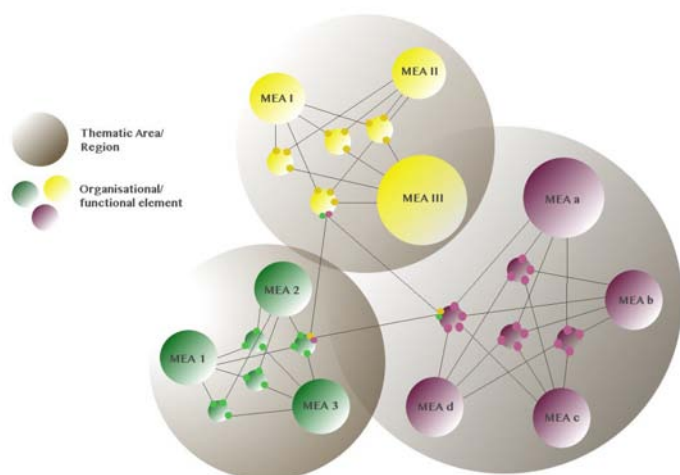 MEA II
MEA I
Thematic Area/
Region
Organisational/
functional element
MEA III
MEA a
MEA 2
MEA b
MEA 1
MEA 3
MEA d
MEA c